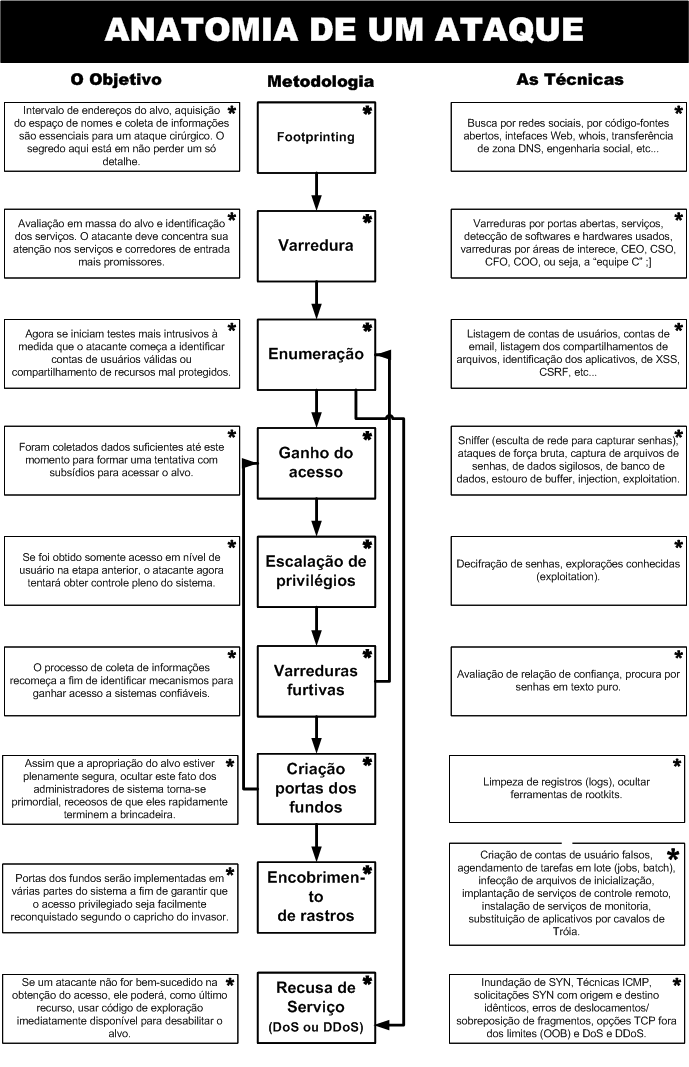 ANATOMIA DE UM ATAQUE
O Objetivo
Metodologia
As Técnicas
Intervalo de endereços do alvo, aquisição
do espaço de nomes e coleta de informações
são essenciais para um ataque cirúrgico. O
segredo aqui está em não perder um só
detalhe.
*
Footprinting
*
Busca por redes sociais, por código-fontes
abertos, intefaces Web, whois, transferência
de zona DNS, engenharia social, etc...
*
Avaliação em massa do alvo e identificação
dos serviços. O atacante deve concentra sua
atenção nos serviços e corredores de entrada
mais promissores.
*
Varredura
*
Varreduras por portas abertas, serviços,
detecção de softwares e hardwares usados,
varreduras por áreas de interece, CEO, CSO,
CFO, COO, ou seja, a “equipe C” ;]
*
Agora se iniciam testes mais intrusivos à
medida que o atacante começa a identificar
contas de usuários válidas ou
compartilhamento de recursos mal protegidos.
*
Enumeração
*
Listagem de contas de usuários, contas de
email, listagem dos compartilhamentos de
arquivos, identificação dos aplicativos, de XSS,
CSRF, etc...
*
Foram coletados dados suficientes até este
momento para formar uma tentativa com
subsídios para acessar o alvo.
*
Ganho do
acesso
*
Sniffer (esculta de rede para capturar senhas),
ataques de força bruta, captura de arquivos de
senhas, de dados sigilosos, de banco de
dados, estouro de buffer, injection, exploitation.
*
Se foi obtido somente acesso em nível de
usuário na etapa anterior, o atacante agora
tentará obter controle pleno do sistema.
*
Escalação de
privilégios
*
Decifração de senhas, explorações conhecidas
(exploitation).
*
O processo de coleta de informações
recomeça a fim de identificar mecanismos para
ganhar acesso a sistemas confiáveis.
*
Varreduras
furtivas
*
Avaliação de relação de confiança, procura por
senhas em texto puro.
*
Assim que a apropriação do alvo estiver
plenamente segura, ocultar este fato dos
administradores de sistema torna-se
primordial, receosos de que eles rapidamente
terminem a brincadeira.
*
Criação
portas dos
fundos
*
Limpeza de registros (logs), ocultar
ferramentas de rootkits.
*
Portas dos fundos serão implementadas em
várias partes do sistema a fim de garantir que
o acesso privilegiado seja facilmente
reconquistado segundo o capricho do invasor.
*
Encobrimen-
to
de rastros
*
Criação de contas de usuário falsos,
agendamento de tarefas em lote (jobs, batch),
infecção de arquivos de inicialização,
implantação de serviços de controle remoto,
instalação de serviços de monitoria,
substituição de aplicativos por cavalos de
Tróia.
*
Se um atacante não for bem-sucedido na
obtenção do acesso, ele poderá, como último
recurso, usar código de exploração
imediatamente disponível para desabilitar o
alvo.
*
Recusa de
Serviço
(DoS ou DDoS)
*
Inundação de SYN, Técnicas ICMP,
solicitações SYN com origem e destino
idênticos, erros de deslocamentos/
sobreposição de fragmentos, opções TCP fora
dos limites (OOB) e DoS e DDoS.
*